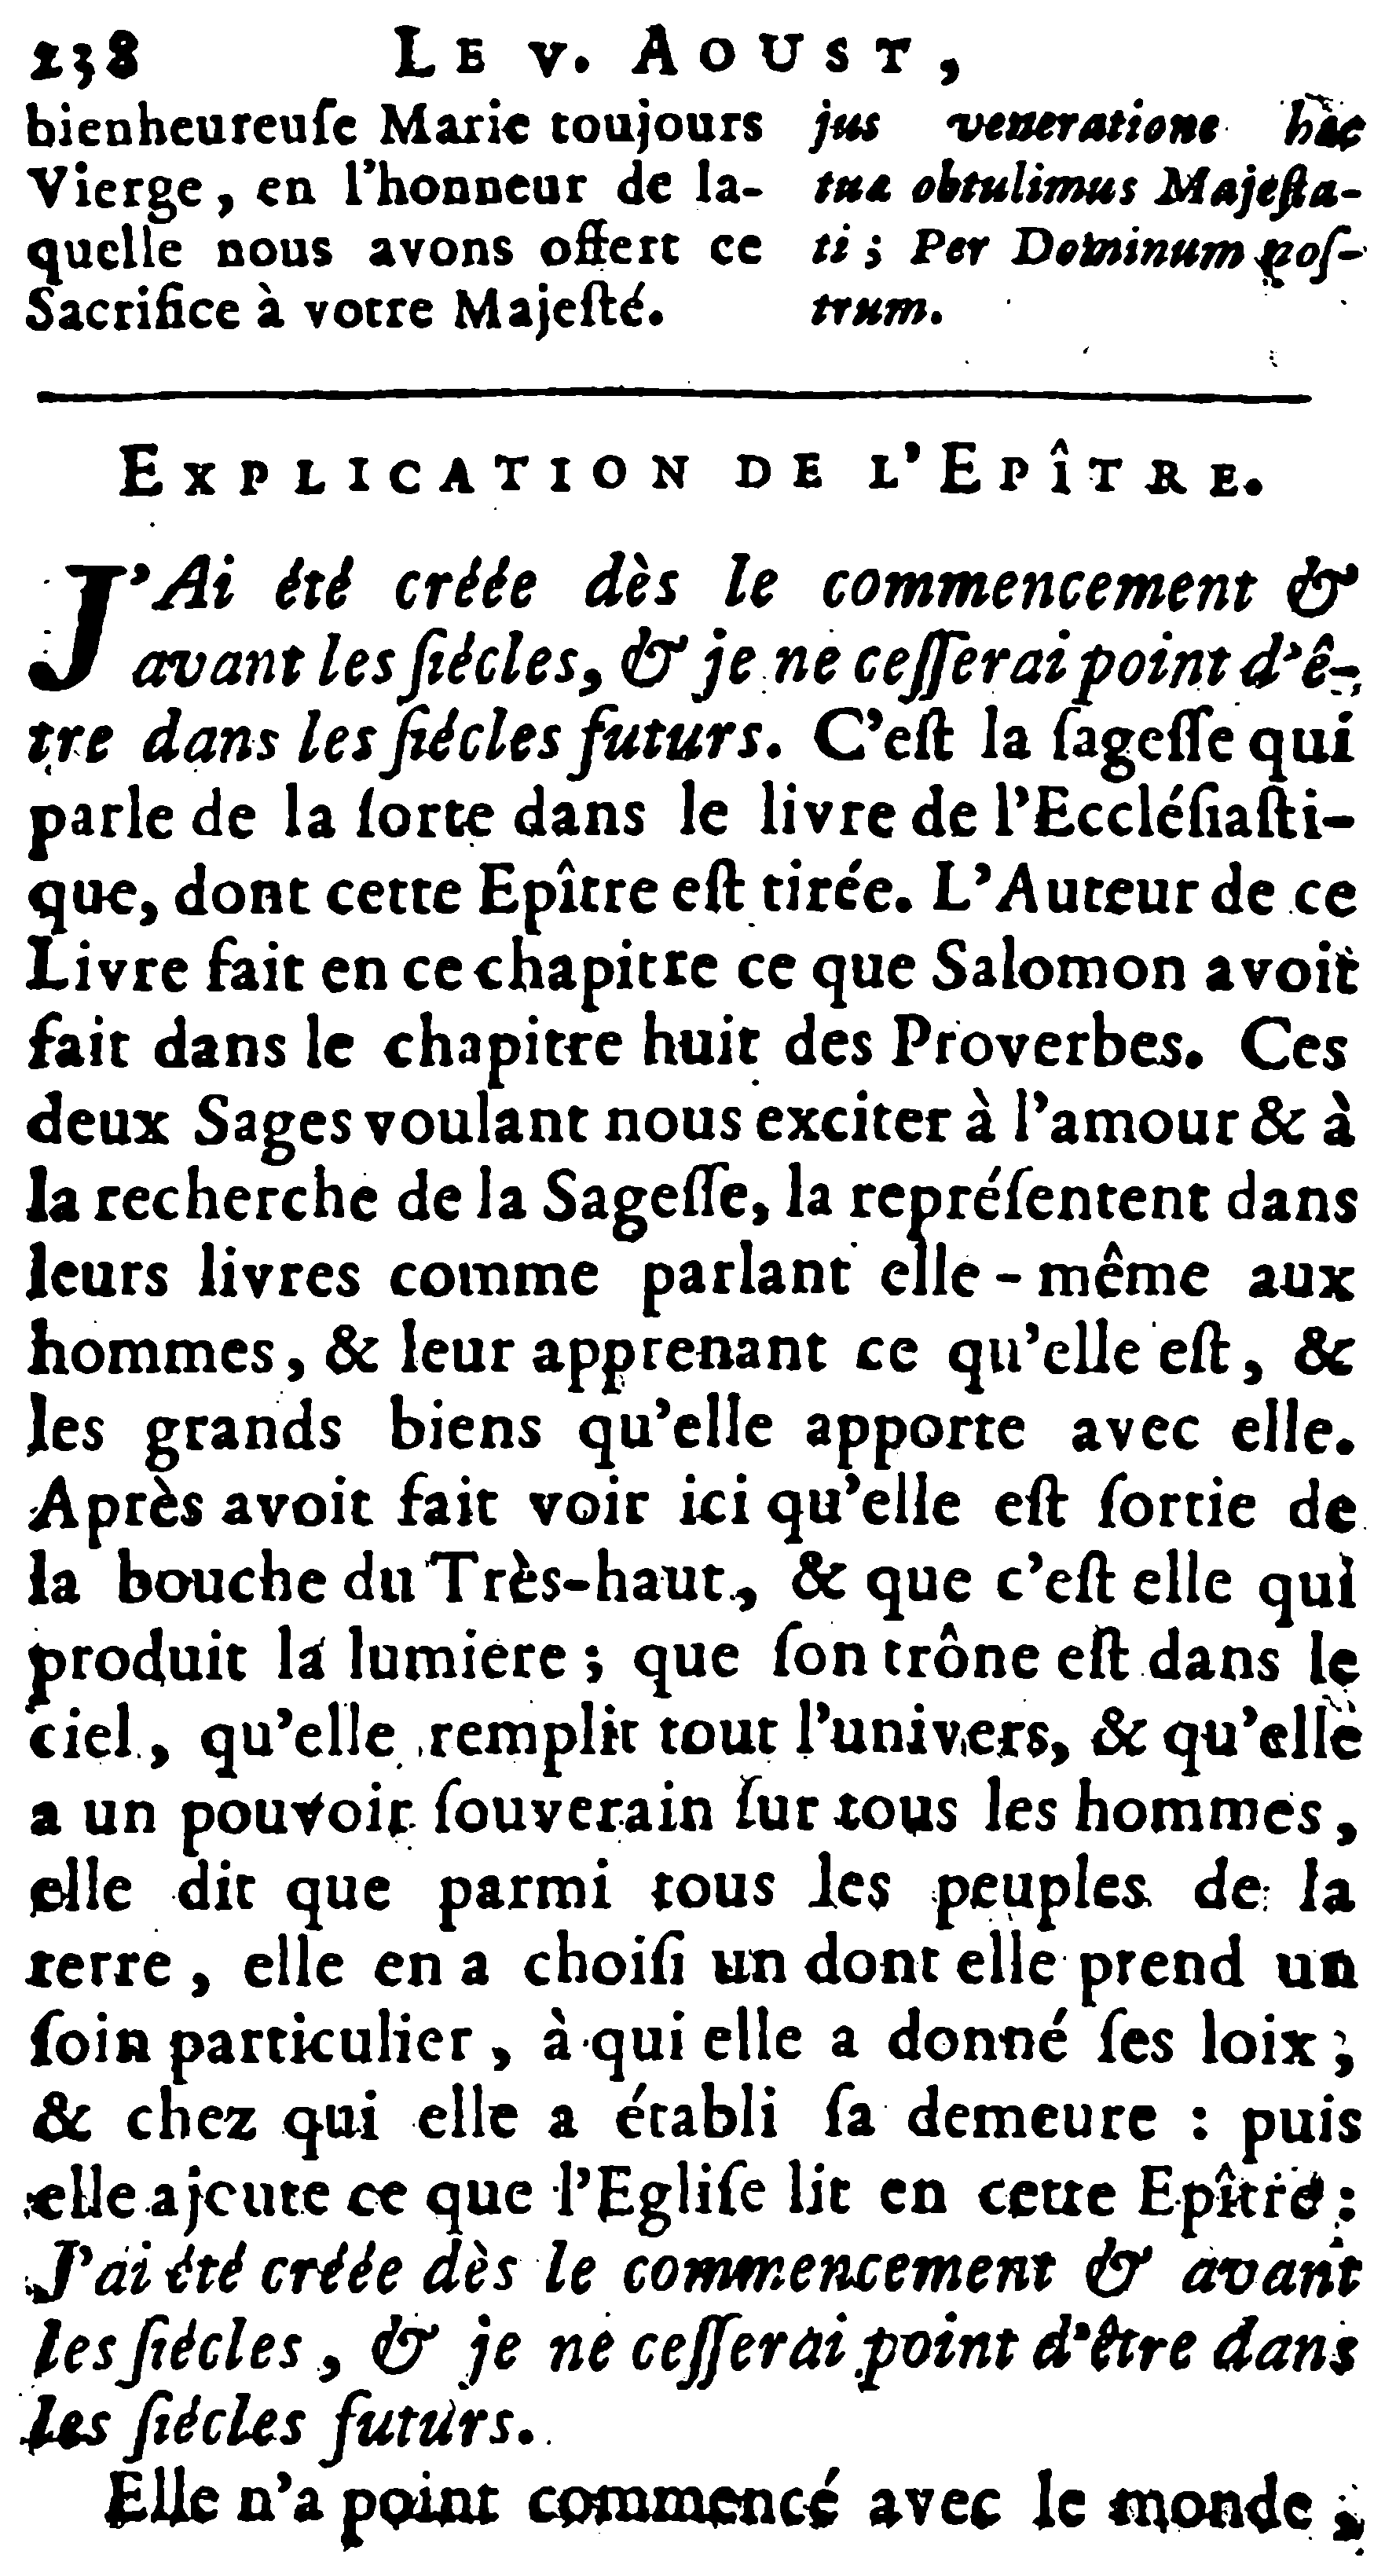 238 LE V. AOUST,
bienheureuſe Marie toujours
Vierge, en l'honneur de la-
quelle nous avons offert ce
Sacrifice à votre Majeſté.
jus veneratione hac
tuæ obtulimus Majeſta-
ti; Per Dominum noſ-
trum.
EXPLICATION DE L'EPÎTRE.
J'Ai été créée dès le commencement &
avant les ſiécles, & je ne ceſſerai point d'ê-
tre dans les ſiécles futurs. C'eſt la ſageſſe qui
parle de la ſorte dans le livre de l'Eccléſiaſti-
que, dont cette Epître eſt tirée. L'Auteur de ce
Livre fait en ce chapitre ce que Salomon avoit
fait dans le chapitre huit des Proverbes. Ces
deux Sages voulant nous exciter à l'amour & à
la recherche de la Sageſſe, la repréſentent dans
leurs livres comme parlant elle-même aux
hommes, & leur apprenant ce qu'elle eſt, &
les grands biens qu'elle apporte avec elle.
Après avoit fait voir ici qu'elle eſt ſortie de
la bouche du Très-haut, & que c'eſt elle qui
produit la lumiere; que ſon trône eſt dans le
ciel, qu'elle remplit tout l'univers, & qu'elle
a un pouvoir ſouverain ſur tous les hommes,
elle dit que parmi tous les peuples de la
terre, elle en a choiſi un dont elle prend un
ſoin particulier, à qui elle a donné ſes loix;
& chez qui elle a établi ſa demeure : puis
elle ajoute ce que l'Egliſe lit en cette Epître:
J'ai été créée dès le commencement & avant
les ſiécles, & je ne ceſſerai point d'être dans
les ſiécles futurs.
Elle n'a point commencé avec le monde,